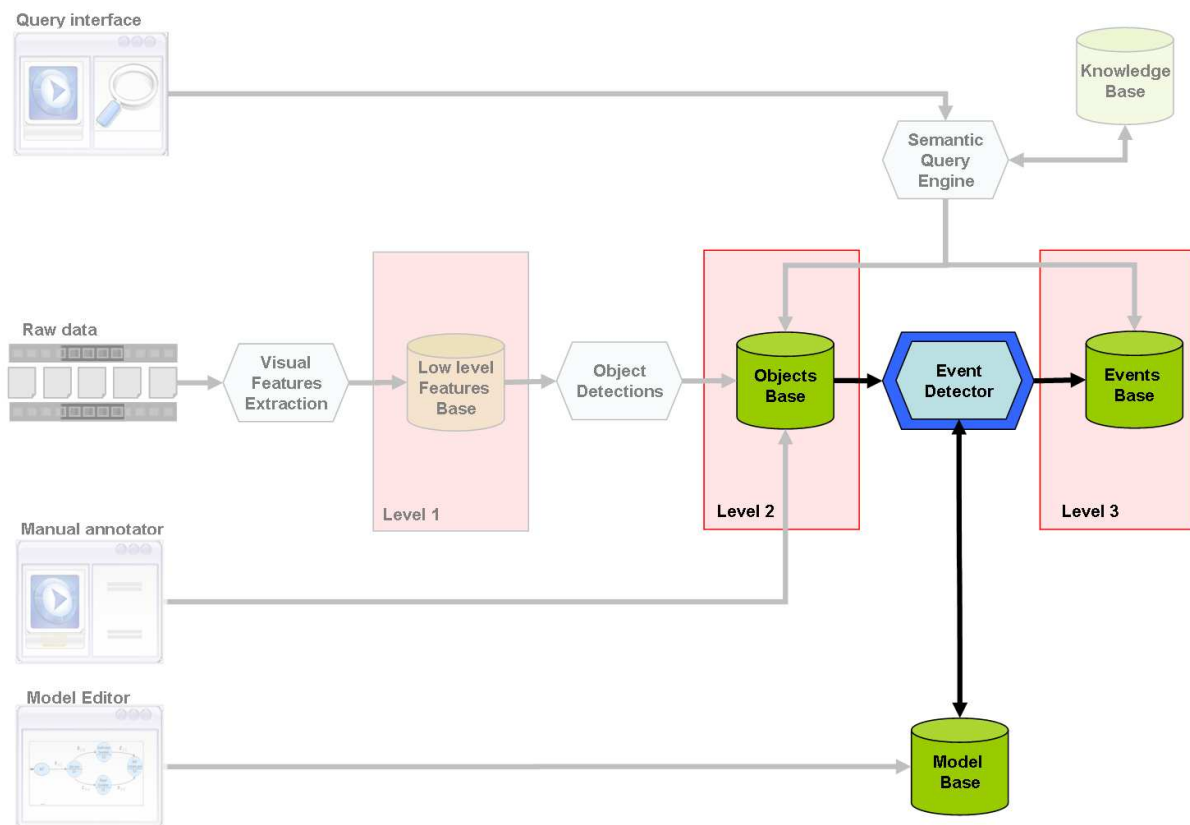 Query interface
Knowledge
Base
Semantic
Query
Engine
Raw data
Visual
Features
Extraction
Low level
Features
Base
Object
Detections
Objects
Base
Event
Detector
Events
Base
Level 1
Level 2
Level 3
Manual annotator
Model Editor
Model
Base